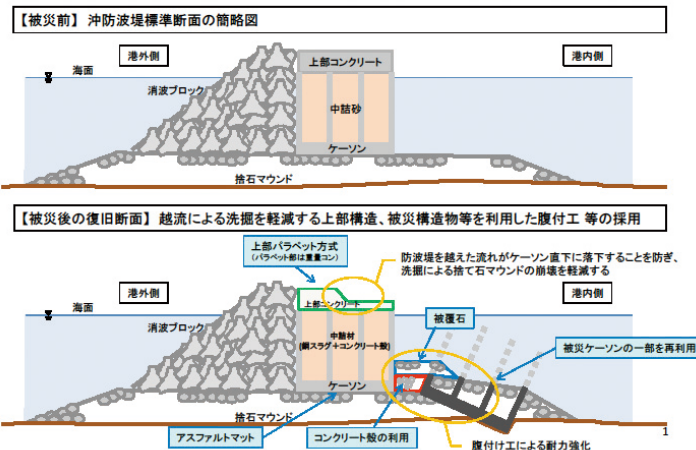 【被災前】 沖防波堤標準断面の簡略図
港外側
港内側
海面
上部コンクリート
消波ブロック
中詰砂
ケーソン
捨石マウンド
【被災後の復旧断面】 越流による洗掘を軽減する上部構造、被災構造物等を利用した腹付工 等の採用
上部パラペット方式
(パラペット部は重量コン)
防波堤を越えた流れがケーソン直下に落下することを防ぎ、
洗掘による捨て石マウンドの崩壊を軽減する
港外側
港内側
海面
上部コンクリート
消波ブロック
被覆石
中詰材
(銅スラグ+コンクリート殻)
被災ケーソンの一部を再利用
ケーソン
捨石マウンド
アスファルトマット
コンクリート殻の利用
腹付け工による耐力強化
1